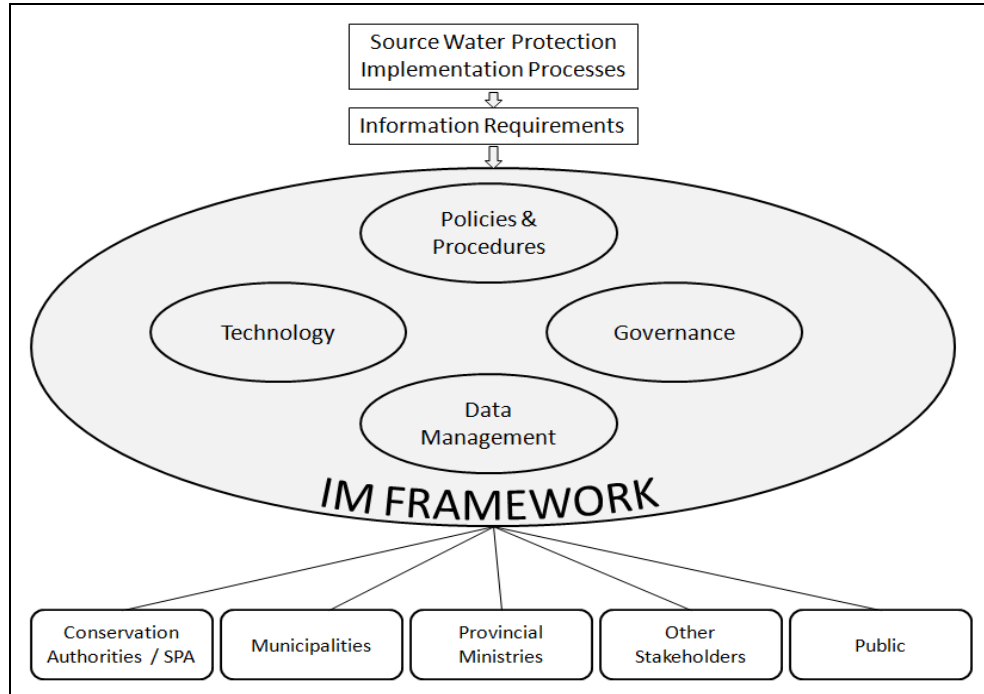 Source Water Protection
Implementation Processes
Information Requirements
Policies &
Procedures
Technology
Governance
Data
Management
IM FRAMEWORK
Conservation
Authorities / SPA
Municipalities
Provincial
Ministries
Other
Stakeholders
Public